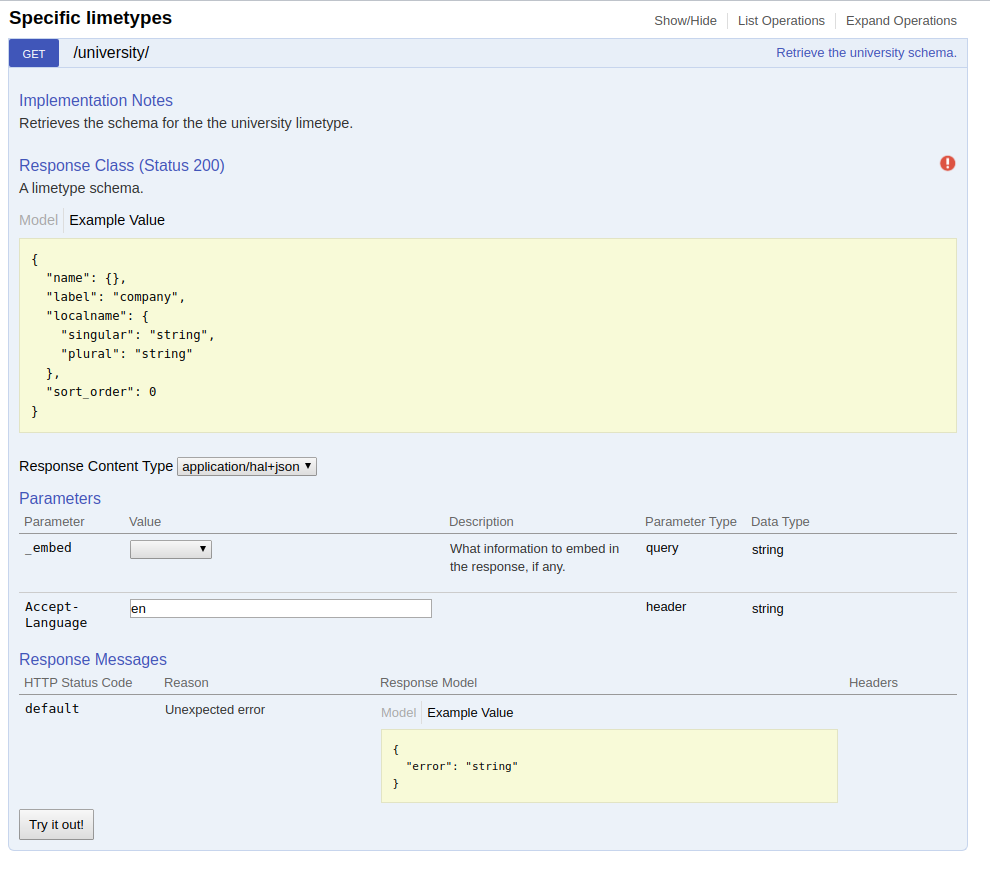 Specific limetypes
Show/Hide
List Operations
Expand Operations
GET
/university/
Retrieve the university schema.
Implementation Notes
Retrieves the schema for the the university limetype.
Response Class (Status 200)
A limetype schema.
Model
Example Value
{
  "name": {},
  "label": "company",
  "localname": {
    "singular": "string",
    "plural": "string"
  },
  "sort_order": 0
}
Response Content Type application/hal+json
Parameters
Parameter Value Description Parameter Type Data Type
_embed
What information to embed in
the response, if any.
query
string
Accept-
Language
en
header
string
Response Messages
HTTP Status Code Reason Response Model Headers
default
Unexpected error
Model
Example Value
{
  "error": "string"
}
Try it out!